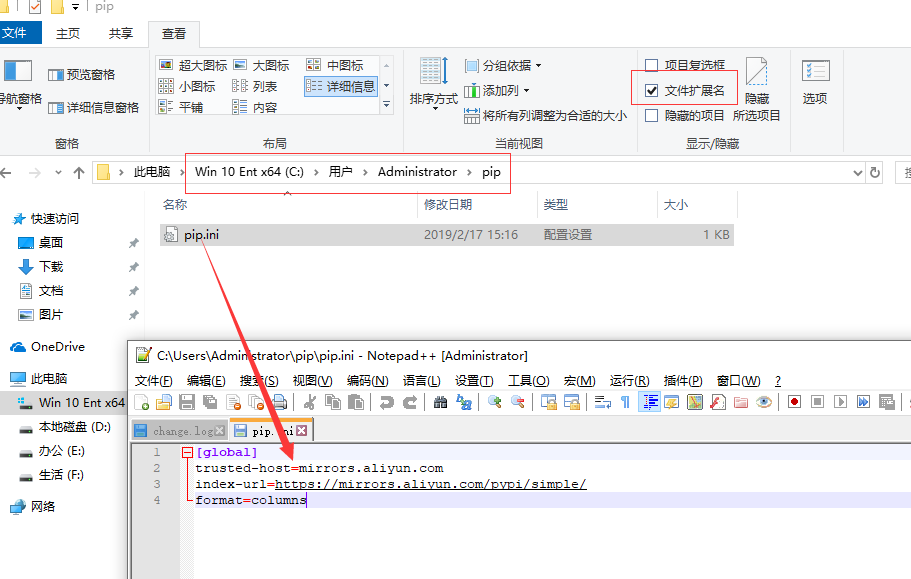 pip
文件 主页 共享 查看
导航窗格 预览窗格 详细信息窗格
窗格
超大图标 大图标 中图标
小图标 列表 详细信息
平铺 内容
布局
排序方式 分组依据
添加列
将所有列调整为合适的大小
当前视图
项目复选框
文件扩展名
隐藏的项目
隐藏
所选项目
显示/隐藏
选项
此电脑 Win 10 Ent x64 (C:) 用户 Administrator pip
名称 修改日期 类型 大小
pip.ini 2019/2/17 15:16 配置设置 1 KB
快速访问
桌面
下载
文档
图片
OneDrive
此电脑
Win 10 Ent x64
本地磁盘 (D:)
办公 (E:)
生活 (F:)
网络
C:\Users\Administrator\pip\pip.ini - Notepad++ [Administrator]
文件(F) 编辑(E) 搜索(S) 视图(V) 编码(N) 语言(L) 设置(T) 工具(O) 宏(M) 运行(R) 插件(P) 窗口(W) ?
change.log pip.ini
1 [global]
2 trusted-host=mirrors.aliyun.com
3 index-url=https://mirrors.aliyun.com/pypi/simple/
4 format=columns